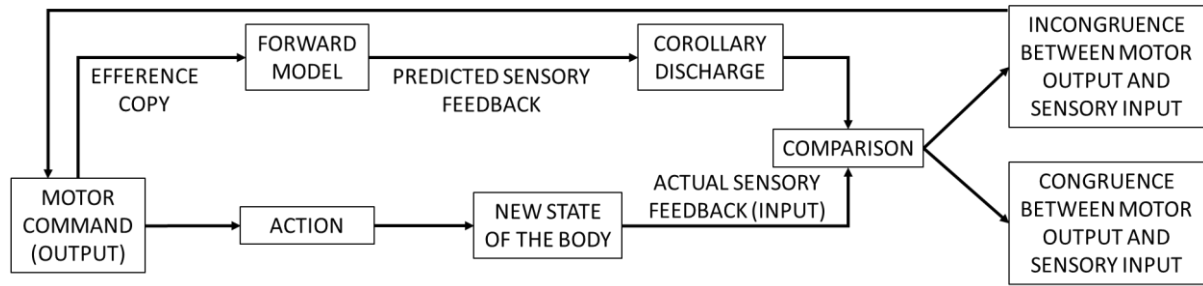 FORWARD
MODEL
EFFERENCE
COPY
PREDICTED SENSORY
FEEDBACK
COROLLARY
DISCHARGE
INCONGRUENCE
BETWEEN MOTOR
OUTPUT AND
SENSORY INPUT
COMPARISON
MOTOR
COMMAND
(OUTPUT)
ACTION
NEW STATE
OF THE BODY
ACTUAL SENSORY
FEEDBACK (INPUT)
CONGRUENCE
BETWEEN MOTOR
OUTPUT AND
SENSORY INPUT